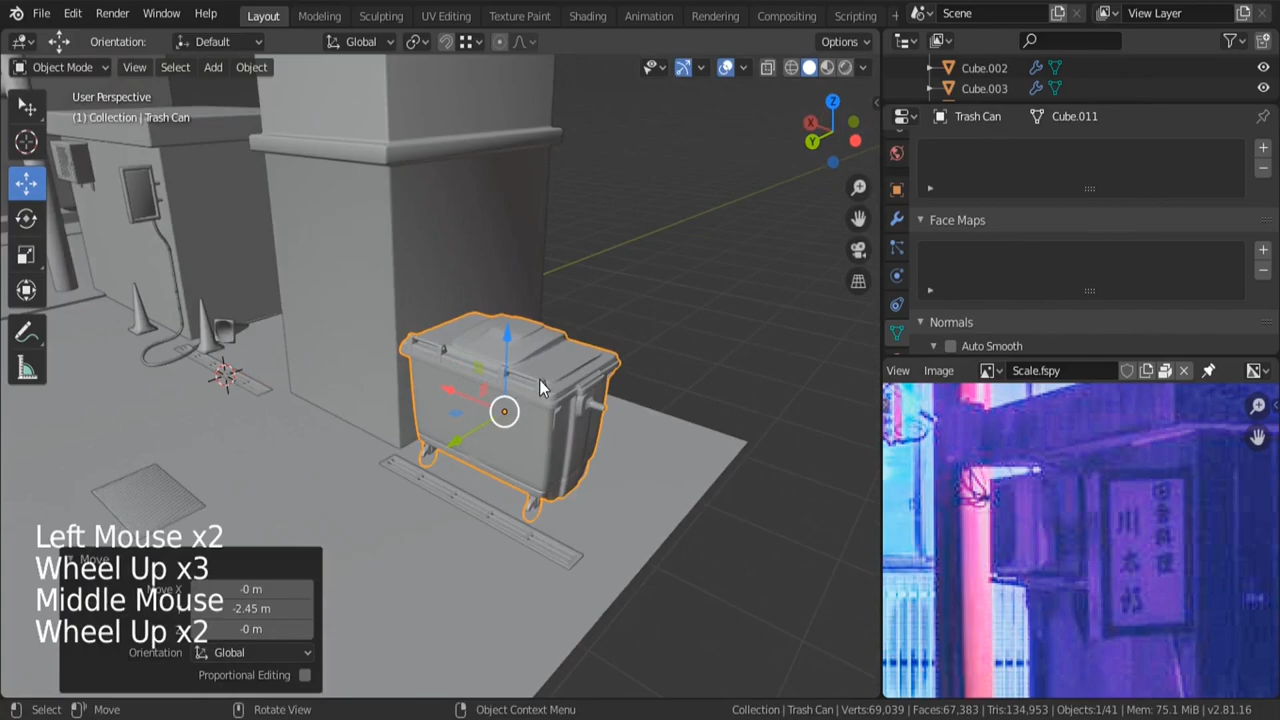 File Edit Render Window Help
Layout Modeling Sculpting UV Editing Texture Paint Shading Animation Rendering Compositing Scripting +
Scene
View Layer
Orientation: Default
Global
Options
Object Mode View Select Add Object
User Perspective
(1) Collection | Trash Can
Z
X
Y
Cube.002
Cube.003
Trash Can
Cube.011
Face Maps
Normals
Auto Smooth
View Image Scale.fspy
川太郎
Left Mouse x2
Wheel Up x3
Middle Mouse
Wheel Up x2
Move
-0 m
-2.45 m
-0 m
Orientation Global
Proportional Editing
Select Move Rotate View Object Context Menu
Collection | Trash Can | Verts:69,039 | Faces:67,383 | Tris:134,953 | Objects:1/41 | Mem: 75.1 MiB | v2.81.16